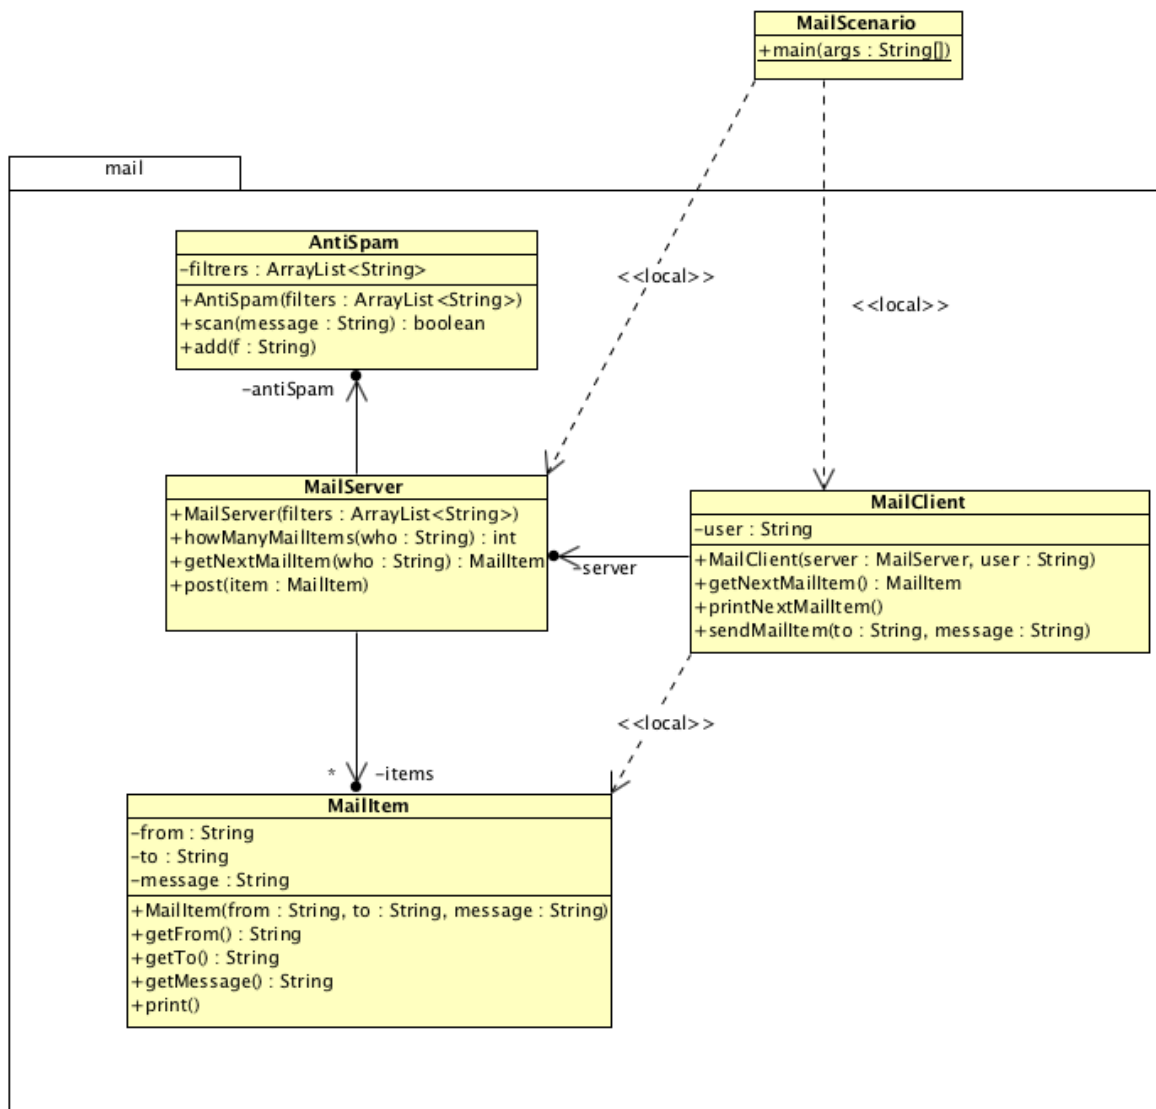 MailScenario
+main(args : String[])
mail
AntiSpam
-filtrers : ArrayList<String>
+AntiSpam(filters : ArrayList<String>)
+scan(message : String) : boolean
+add(f : String)
<<local>>
<<local>>
-antiSpam
MailServer
+MailServer(filters : ArrayList<String>)
+howManyMailItems(who : String) : int
+getNextMailItem(who : String) : MailItem
+post(item : MailItem)
-server
MailClient
-user : String
+MailClient(server : MailServer, user : String)
+getNextMailItem() : MailItem
+printNextMailItem()
+sendMailItem(to : String, message : String)
<<local>>
* -items
MailItem
-from : String
-to : String
-message : String
+MailItem(from : String, to : String, message : String)
+getFrom() : String
+getTo() : String
+getMessage() : String
+print()